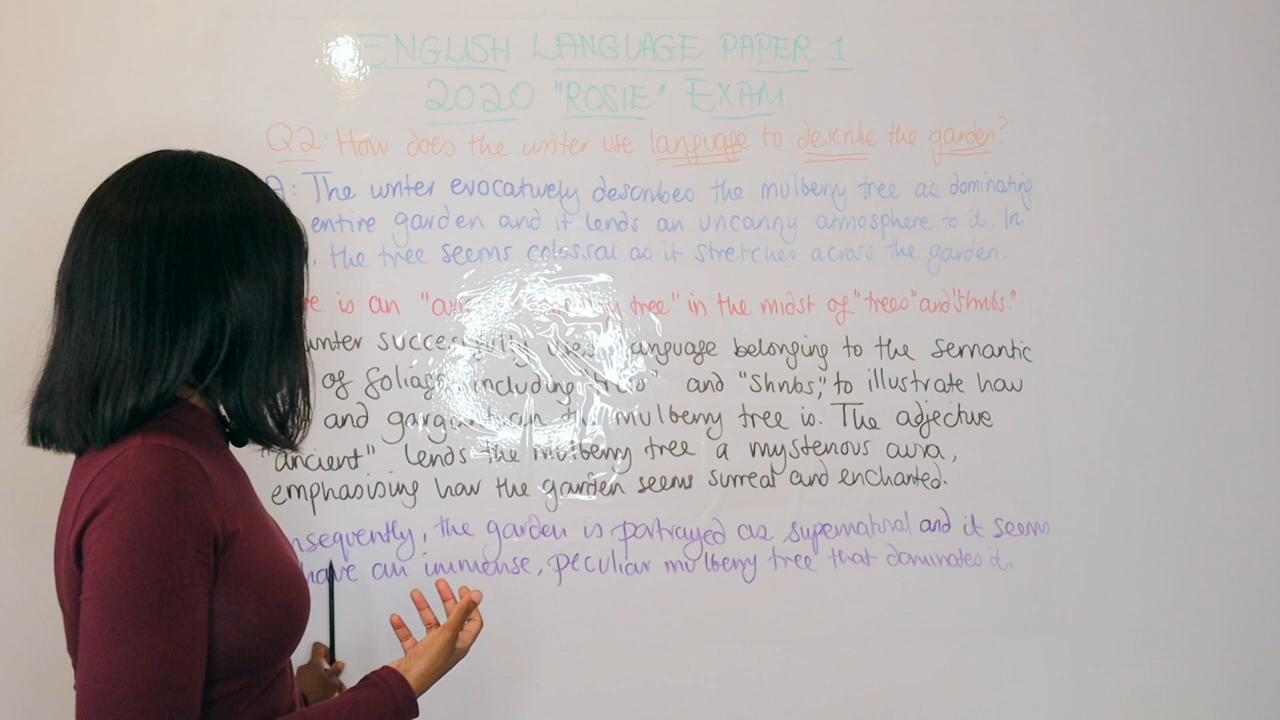 ENGLISH LANGUAGE PAPER 1
2020 "ROSIE" EXAM
Q2: How does the writer use language to describe the garden?
A: The writer evocatively describes the mulberry tree as dominating
entire garden and it lends an uncanny atmosphere to it. In
, the tree seems colossal as it stretches across the garden.
is an tree" in the midst of "trees" and "shrubs."
writer successfully uses language belonging to the semantic
of foliage, including "trees" and "shrubs," to illustrate how
and gargantuan the mulberry tree is. The adjective
"ancient" lends the mulberry tree a mysterious aura,
emphasising how the garden seems surreal and enchanted.
the garden is portrayed as supernatural and it seems
have an immense, peculiar mulberry tree that dominates it.